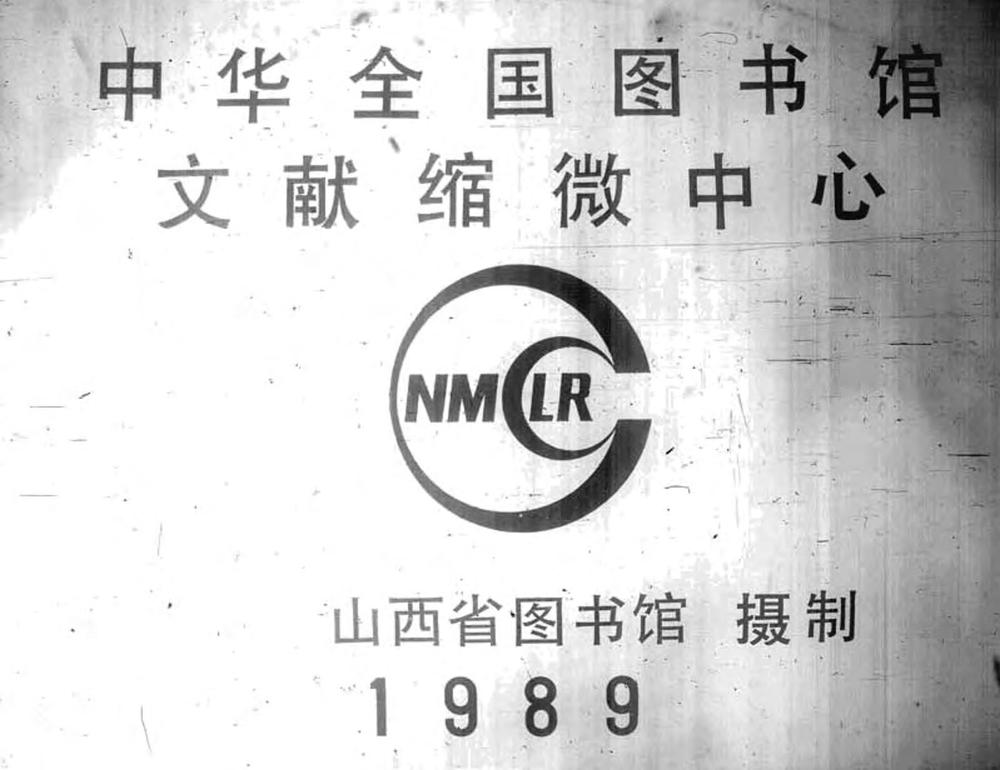 中华全国图书馆
文献缩微中心
NMCLR
山西省图书馆 摄制
1989